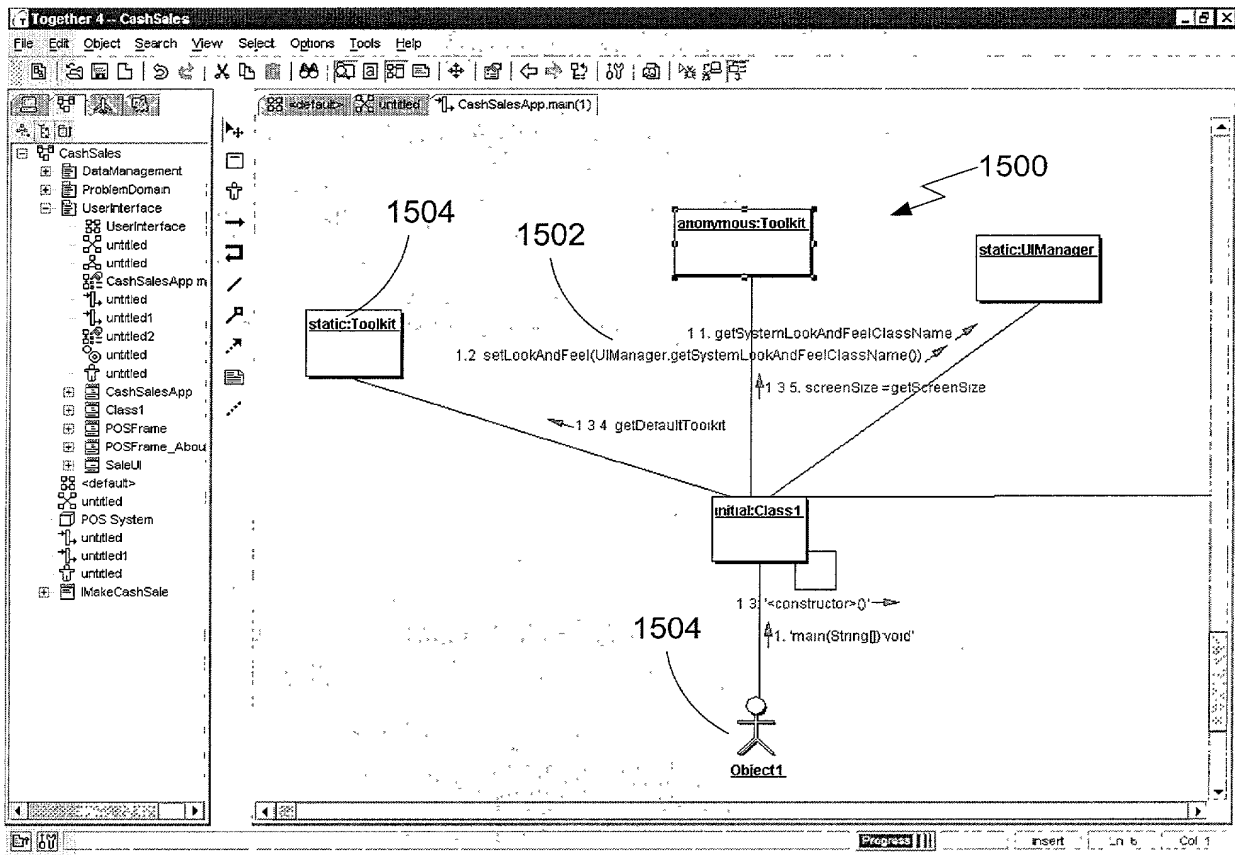 Together 4 -- CashSales
File Edit Object Search View Select Options Tools Help
<default> untitled CashSalesApp.main(1)
CashSales
DataManagement
ProblemDomain
UserInterface
UserInterface
untitled
untitled
CashSalesApp m
untitled
untitled1
untitled2
untitled
untitled
CashSalesApp
Class1
POSFrame
POSFrame_Abou
SaleUI
<default>
untitled
POS System
untitled
untitled1
untitled
IMakeCashSale
1500
1504
1502
anonymous:Toolkit
static:UIManager
static:Toolkit
1 1. getSystemLookAndFeelClassName
1.2 setLookAndFeel(UIManager.getSystemLookAndFeelClassName())
1 3 5. screenSize =getScreenSize
1 3 4 getDefaultToolkit
initial:Class1
1 3. '<constructor>()'
1504
1. 'main(String[]) void'
Object1
Progress insert Ln 6 Col 1